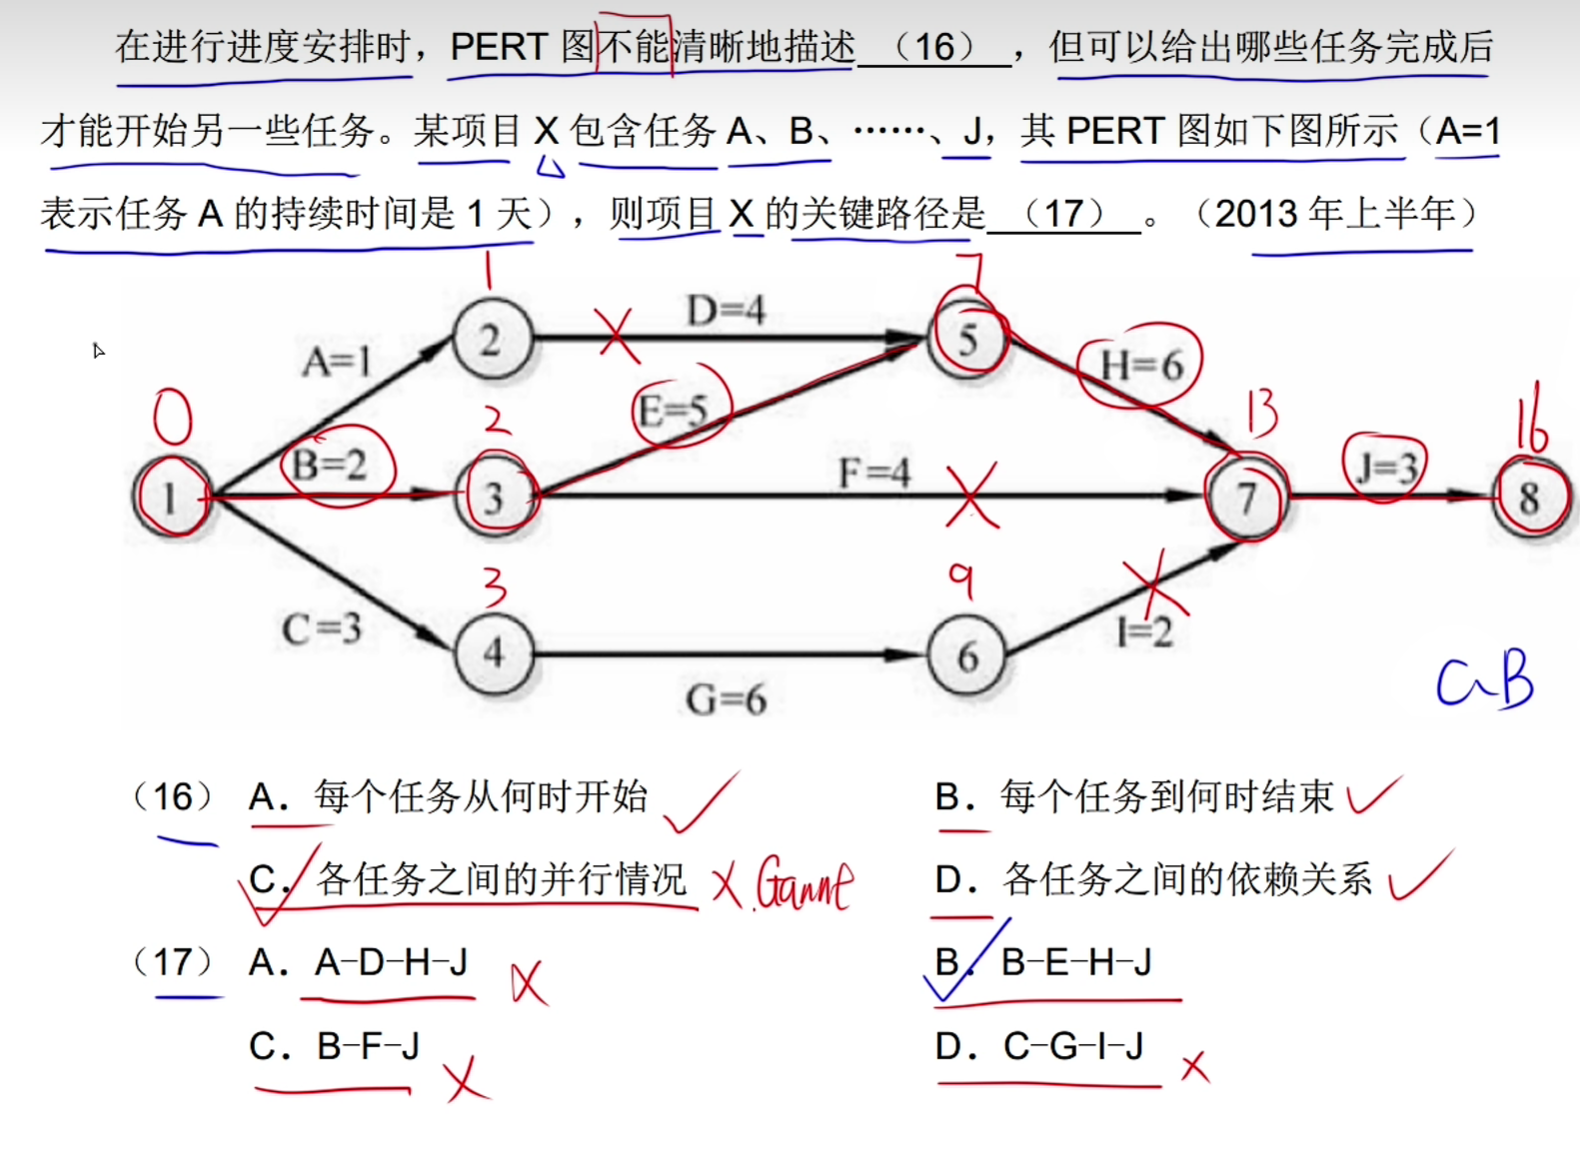 在进行进度安排时，PERT 图不能清晰地描述 （16） ，但可以给出哪些任务完成后
才能开始另一些任务。某项目 X 包含任务 A、B、……、J，其 PERT 图如下图所示（A=1
表示任务 A 的持续时间是 1 天），则项目 X 的关键路径是 （17） 。（2013 年上半年）
1 7
2 D=4 5
A=1 H=6
0 2 E=5 13 16
B=2 F=4 J=3
1 3 7 8
3 9
C=3 I=2
4 6
G=6
CB
（16） A．每个任务从何时开始 B．每个任务到何时结束
C．各任务之间的并行情况 D．各任务之间的依赖关系
（17） A．A-D-H-J B．B-E-H-J
C．B-F-J D．C-G-I-J